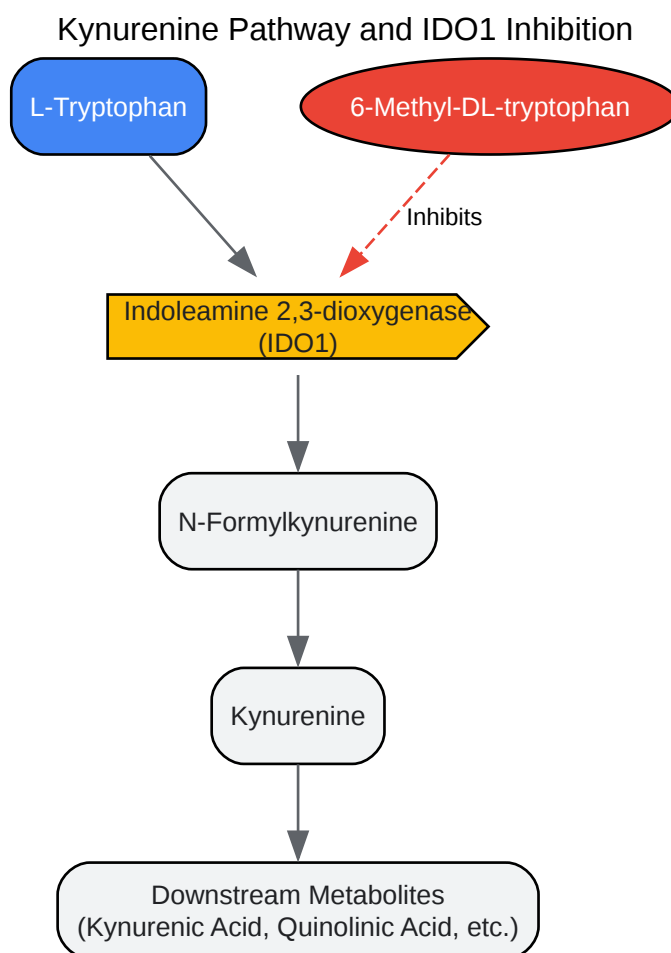 Kynurenine Pathway and IDO1 Inhibition
L-Tryptophan
6-Methyl-DL-tryptophan
Inhibits
Indoleamine 2,3-dioxygenase
(IDO1)
N-Formylkynurenine
Kynurenine
Downstream Metabolites
(Kynurenic Acid, Quinolinic Acid, etc.)